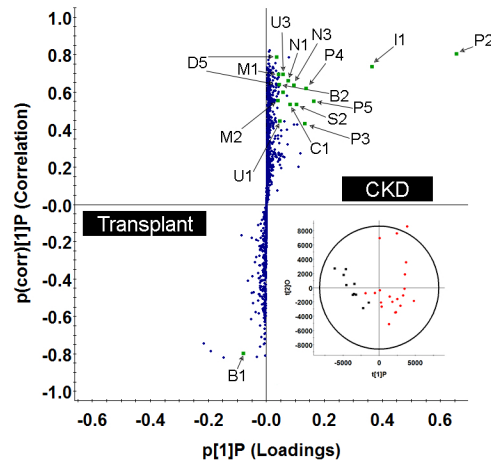 1.0
0.8
0.6
0.4
0.2
-0.0
-0.2
-0.4
-0.6
-0.8
-1.0
p(corr)[1]P (Correlation)
U3
N1
N3
P4
I1
P2
D5
M1
B2
P5
S2
M2
P3
C1
U1
CKD
Transplant
B1
8000
6000
4000
2000
0
-2000
-4000
-6000
-8000
t[2]O
-5000
0
5000
t[1]P
-0.6
-0.4
-0.2
-0.0
0.2
0.4
0.6
p[1]P (Loadings)